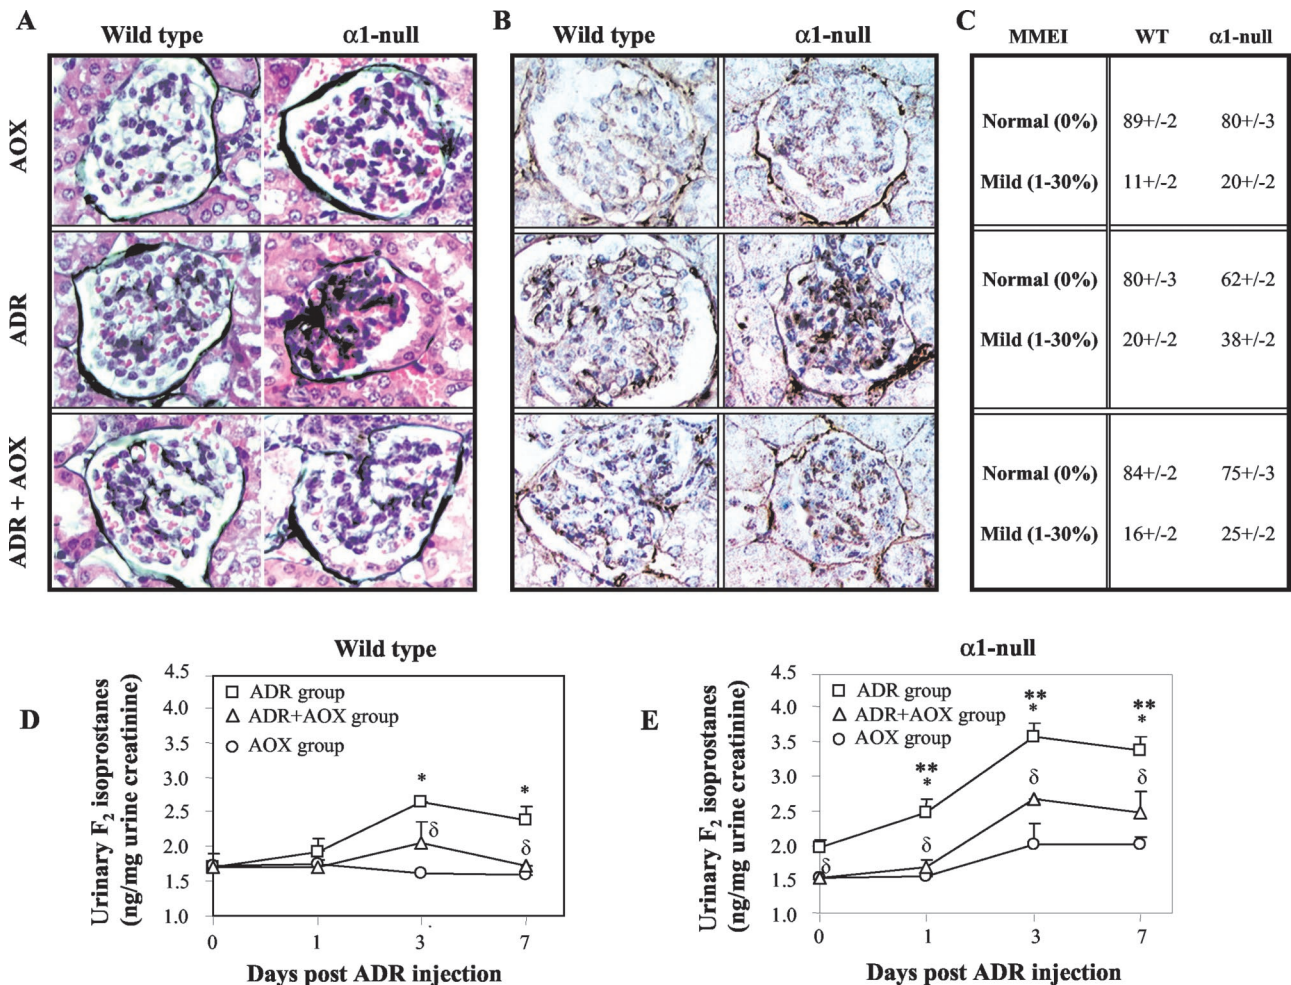 A
B
C
Wild type
α1-null
Wild type
α1-null
MMEI WT α1-null
AOX
Normal (0%) 89+/-2 80+/-3
Mild (1-30%) 11+/-2 20+/-2
ADR
Normal (0%) 80+/-3 62+/-2
Mild (1-30%) 20+/-2 38+/-2
ADR + AOX
Normal (0%) 84+/-2 75+/-3
Mild (1-30%) 16+/-2 25+/-2
D
Wild type
Urinary F2 isoprostanes
(ng/mg urine creatinine)
4.5
4.0
3.5
3.0
2.5
2.0
1.5
1.0
ADR group
ADR+AOX group
AOX group
* *
δ δ
0 1 3 7
Days post ADR injection
E
α1-null
Urinary F2 isoprostanes
(ng/mg urine creatinine)
4.5
4.0
3.5
3.0
2.5
2.0
1.5
1.0
ADR group
ADR+AOX group
AOX group
** ** **
* * *
δ δ δ δ
0 1 3 7
Days post ADR injection